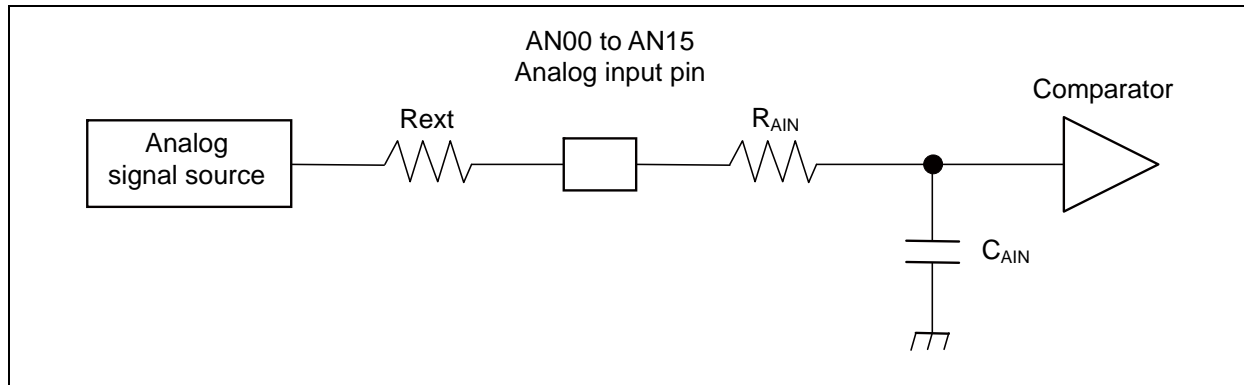 AN00 to AN15
Analog input pin
Comparator
Rext
RAIN
Analog
signal source
CAIN